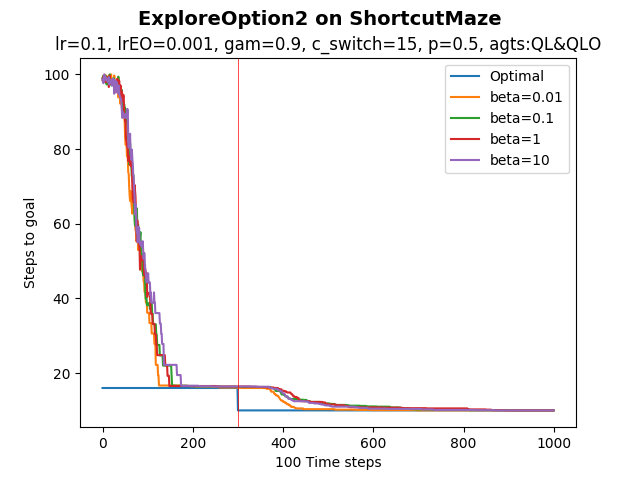 ExploreOption2 on ShortcutMaze
lr=0.1, lrEO=0.001, gam=0.9, c_switch=15, p=0.5, agts:QL&QLO
100
80
60
40
20
Steps to goal
Optimal
beta=0.01
beta=0.1
beta=1
beta=10
0 200 400 600 800 1000
100 Time steps